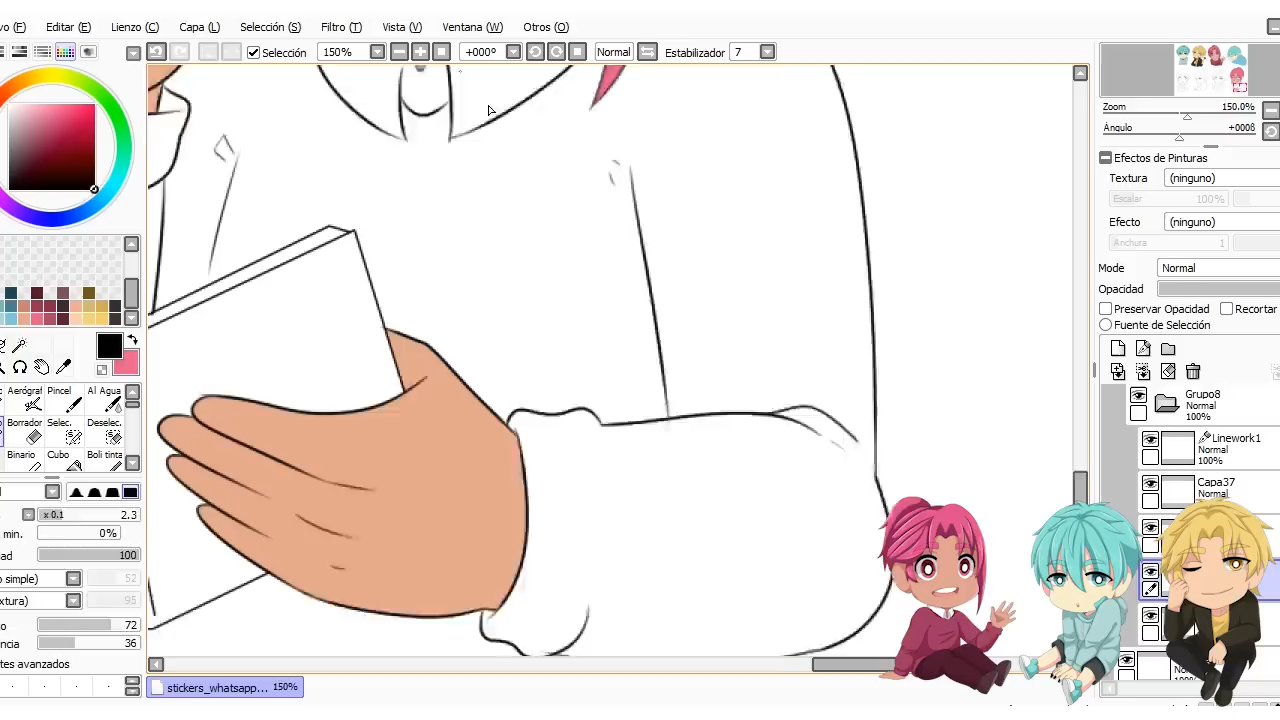 vo (F) Editar (E) Lienzo (C) Capa (L) Selección (S) Filtro (T) Vista (V) Ventana (W) Otros (O)
Selección 150% +0008 Normal Estabilizador 7
Zoom 150.0%
Ángulo +0008
Efectos de Pinturas
Textura (ninguno)
Escalar 100%
Efecto (ninguno)
Anchura 1
Mode Normal
Opacidad
Preservar Opacidad Recortar
Fuente de Selección
Grupo8
Normal
100%
Linework1
Normal
100%
Capa37
Normal
Aerógraf Pincel Al Agua
Borrador Selec. Deselec.
Binario Cubo Boli tinta
x 0.1 2.3
min. 0%
ad 100
simple) 52
xtura) 95
o 72
encia 36
tes avanzados
stickers_whatsapp... 150%